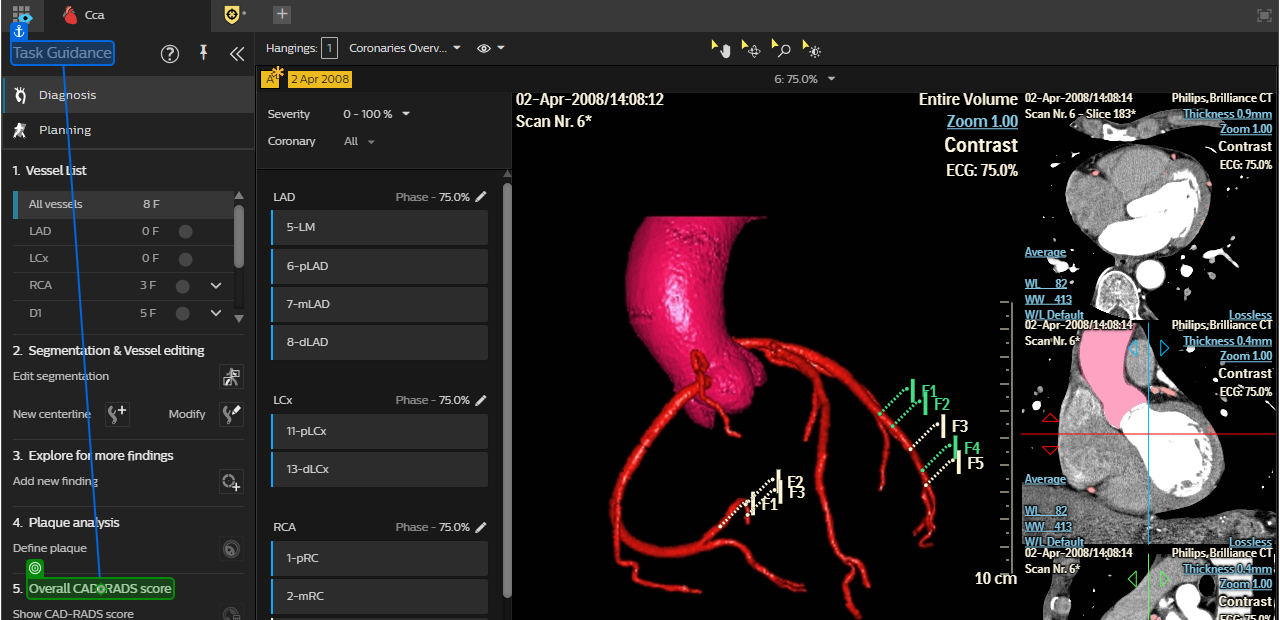 Cca
Task Guidance
Hangings: 1 Coronaries Overv...
2 Apr 2008
6: 75.0%
Diagnosis
Planning
1. Vessel List
All vessels 8 F
LAD 0 F
LCx 0 F
RCA 3 F
D1 5 F
2. Segmentation & Vessel editing
Edit segmentation
New centerline Modify
3. Explore for more findings
Add new finding
4. Plaque analysis
Define plaque
5. Overall CAD-RADS score
Show CAD-RADS score
Severity 0 - 100 %
Coronary All
LAD Phase - 75.0%
5-LM
6-pLAD
7-mLAD
8-dLAD
LCx Phase - 75.0%
11-pLCx
13-dLCx
RCA Phase - 75.0%
1-pRC
2-mRC
02-Apr-2008/14:08:12
Scan Nr. 6*
Entire Volume
Zoom 1.00
Contrast
ECG: 75.0%
F1
F2
F3
F4
F5
F2
F3
F1
10 cm
02-Apr-2008/14:08:14 Philips,Brilliance CT
Scan Nr. 6 - Slice 183* Thickness 0.9mm
Zoom 1.00
Contrast
ECG: 75.0%
Average
WL 82
WW 413
W/L Default Lossless
02-Apr-2008/14:08:14 Philips,Brilliance CT
Scan Nr. 6* Thickness 0.4mm
Zoom 1.00
Contrast
ECG: 75.0%
Average
WL 82
WW 413
W/L Default Lossless
02-Apr-2008/14:08:14 Philips,Brilliance CT
Scan Nr. 6* Thickness 0.4mm
Zoom 1.00
Contrast
ECG: 75.0%